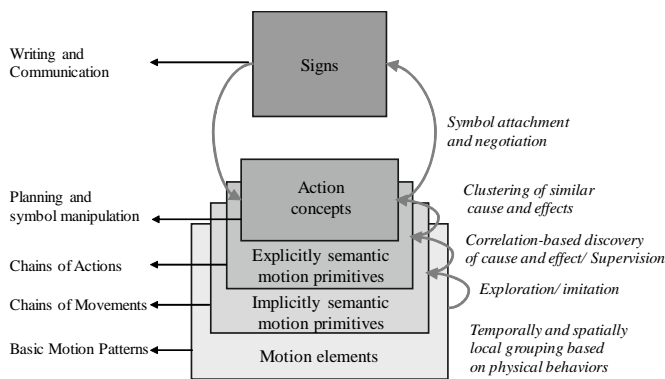 Writing and
Communication
Signs
Symbol attachment
and negotiation
Action
concepts
Planning and
symbol manipulation
Clustering of similar
cause and effects
Explicitly semantic
motion primitives
Chains of Actions
Correlation-based discovery
of cause and effect/ Supervision
Implicitly semantic
motion primitives
Chains of Movements
Exploration/ imitation
Motion elements
Basic Motion Patterns
Temporally and spatially
local grouping based
on physical behaviors